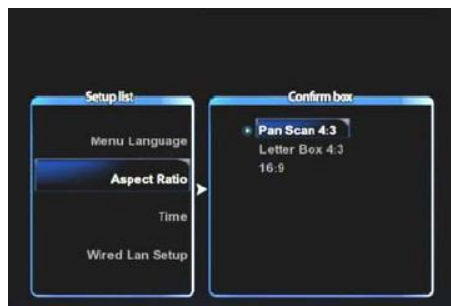 Setup list
Menu Language
Aspect Ratio
Time
Wired Lan Setup
Confirm box
Pan Scan 4:3
Letter Box 4:3
16:9